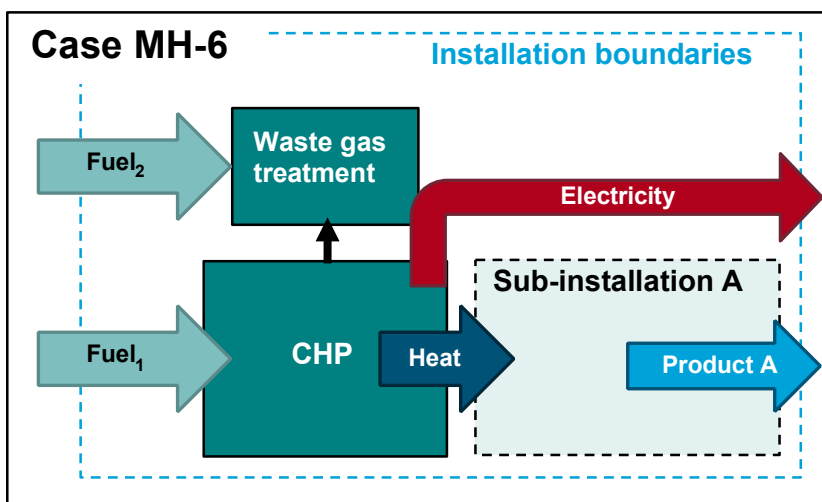 Case MH-6
Installation boundaries
Waste gas
treatment
Fuel₂
Electricity
Sub-installation A
Fuel₁
CHP
Heat
Product A